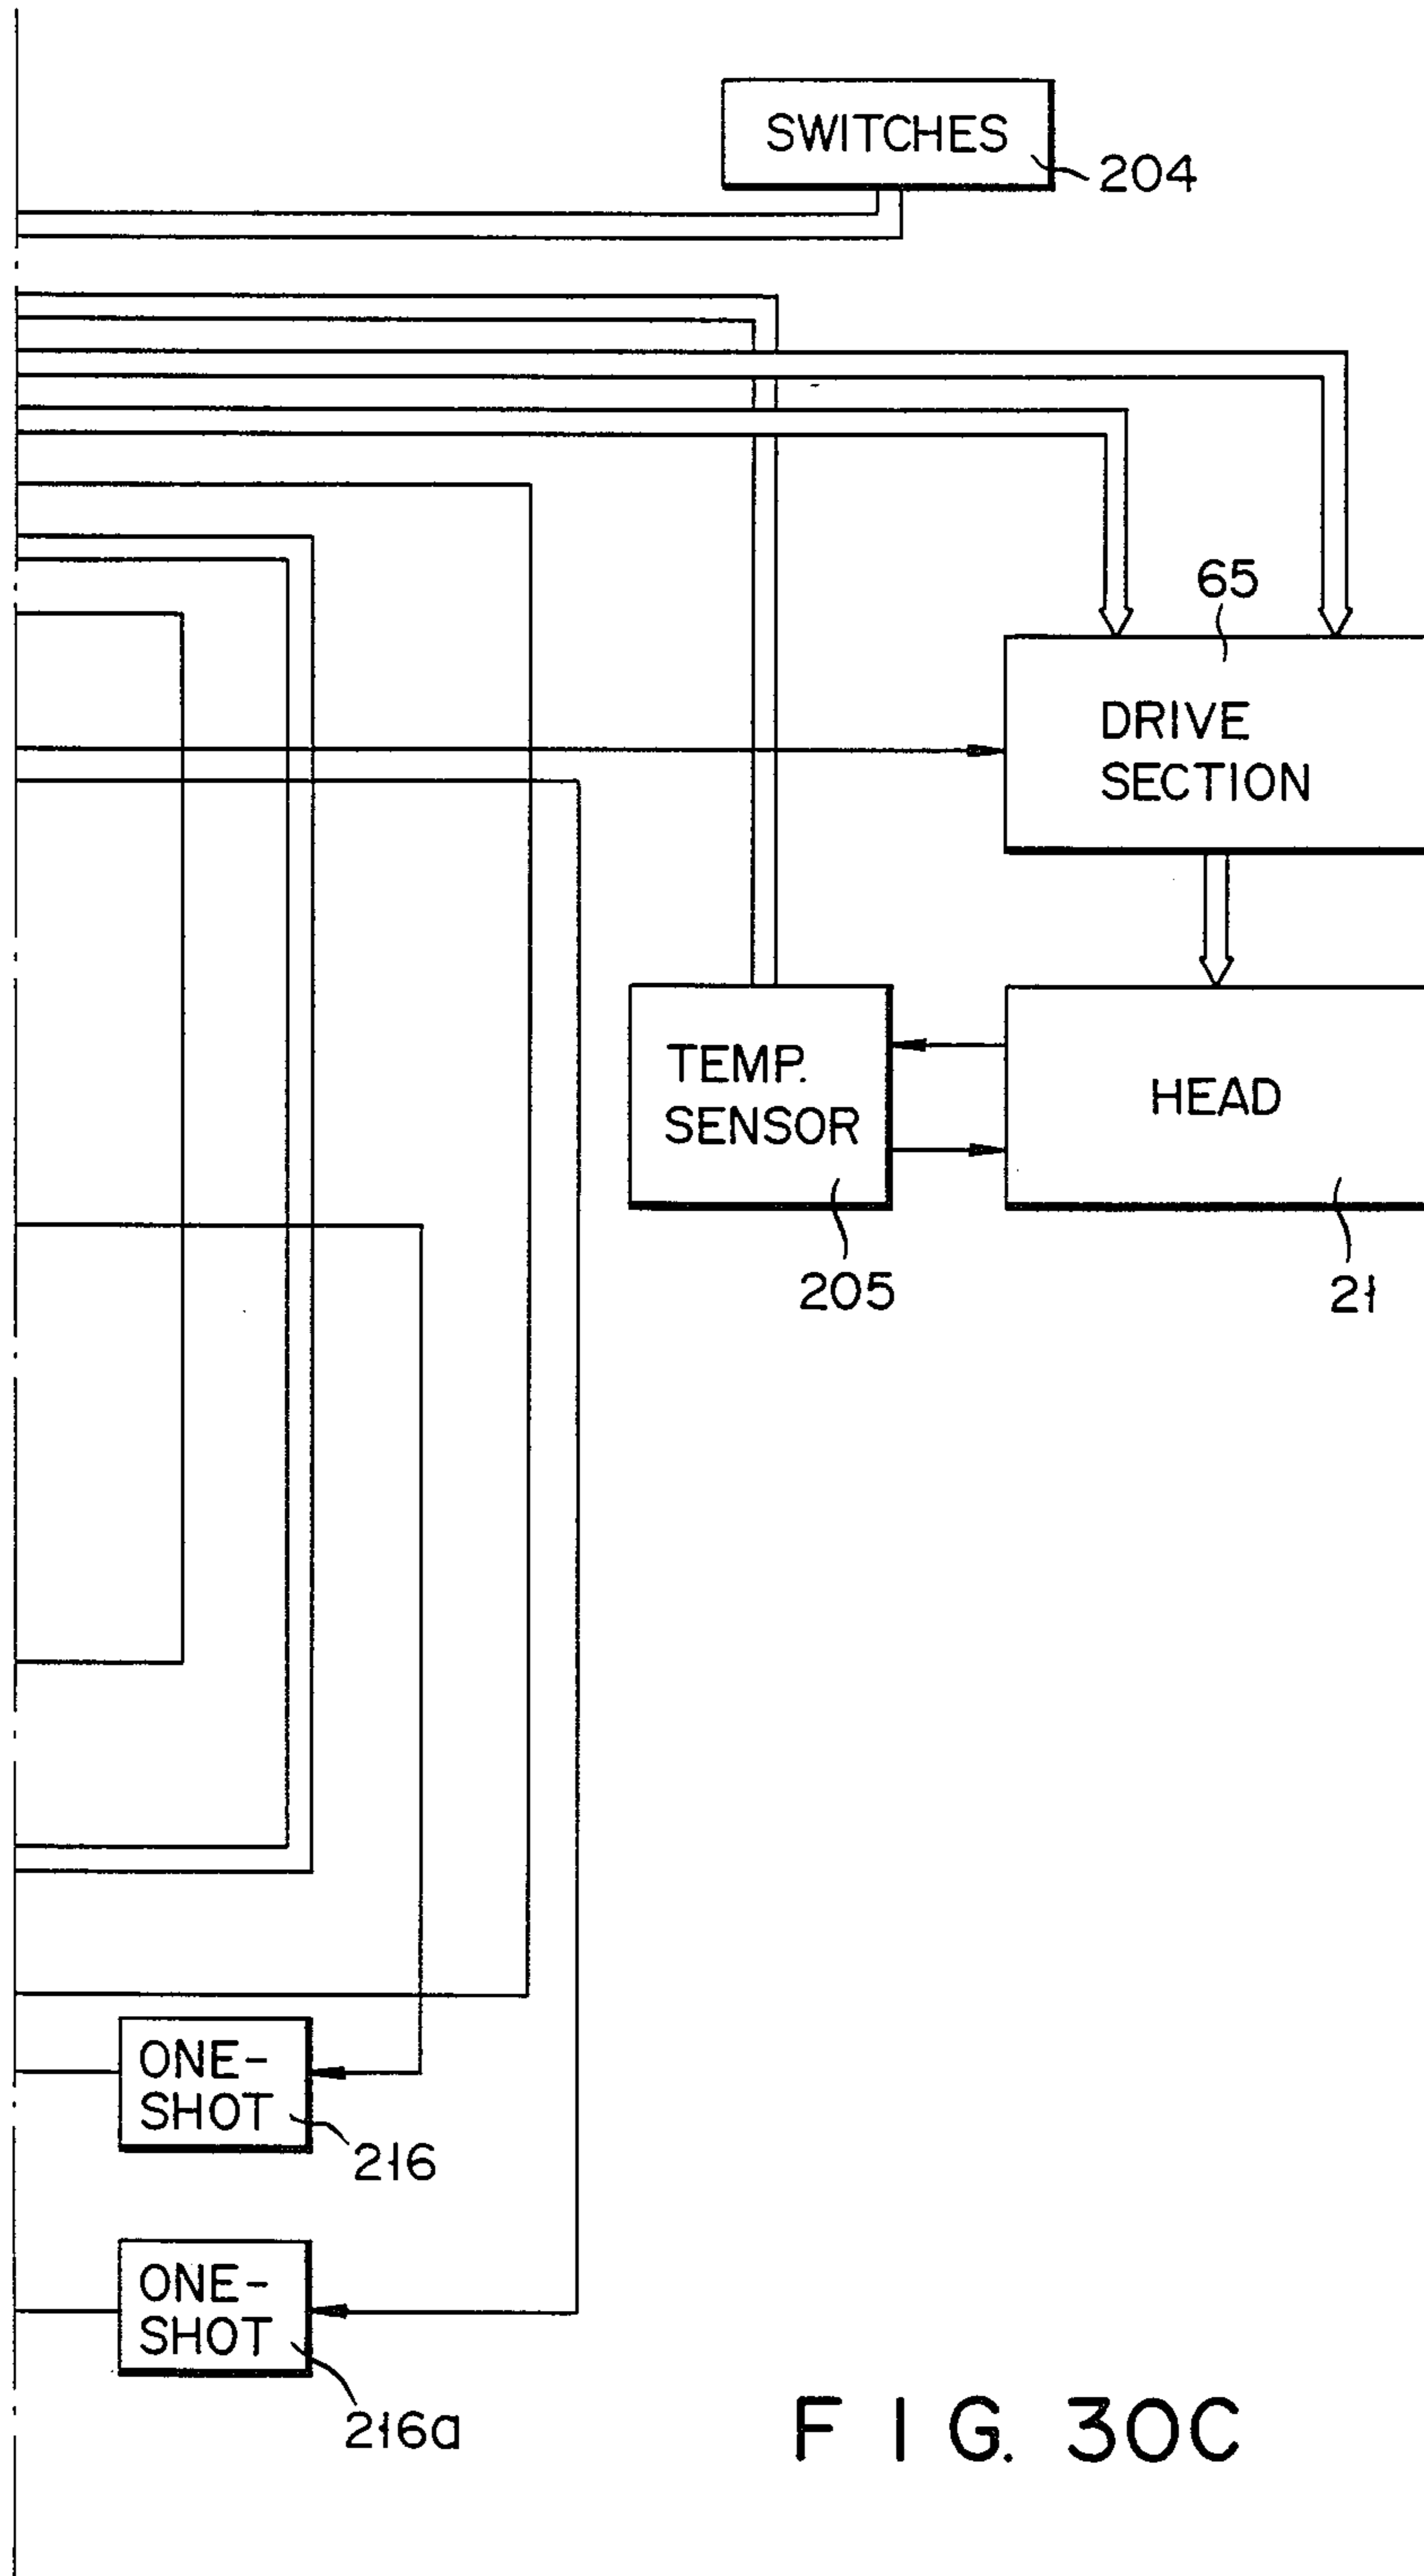 SWITCHES
204
65
DRIVE
SECTION
TEMP.
SENSOR
HEAD
205
21
ONE-
SHOT
216
ONE-
SHOT
216a
FIG. 30C